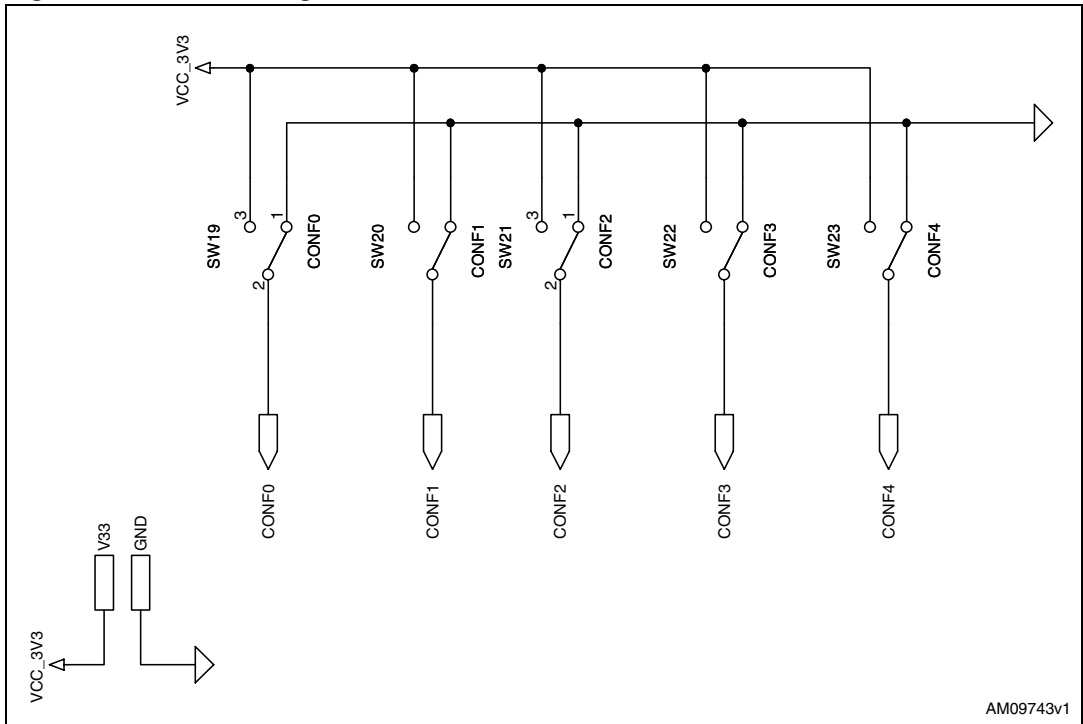 VCC_3V3
3
1
SW19
CONF0
2
SW20
CONF1
SW21
3
1
CONF2
2
SW22
CONF3
SW23
CONF4
CONF0
CONF1
CONF2
CONF3
CONF4
V33
GND
VCC_3V3
AM09743v1